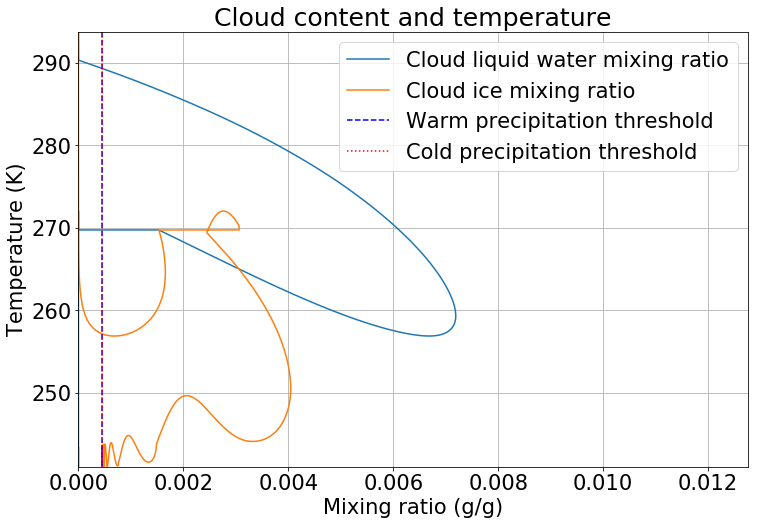 Cloud content and temperature
Cloud liquid water mixing ratio
Cloud ice mixing ratio
Warm precipitation threshold
Cold precipitation threshold
Temperature (K)
290
280
270
260
250
0.000 0.002 0.004 0.006 0.008 0.010 0.012
Mixing ratio (g/g)